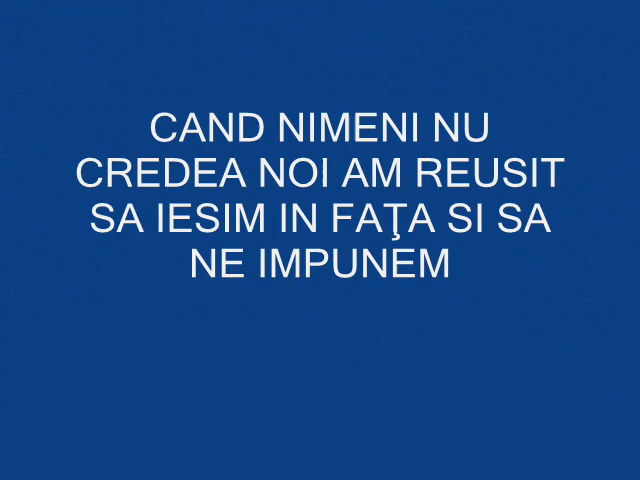 CAND NIMENI NU
CREDEA NOI AM REUSIT
SA IESIM IN FAŢA SI SA
NE IMPUNEM